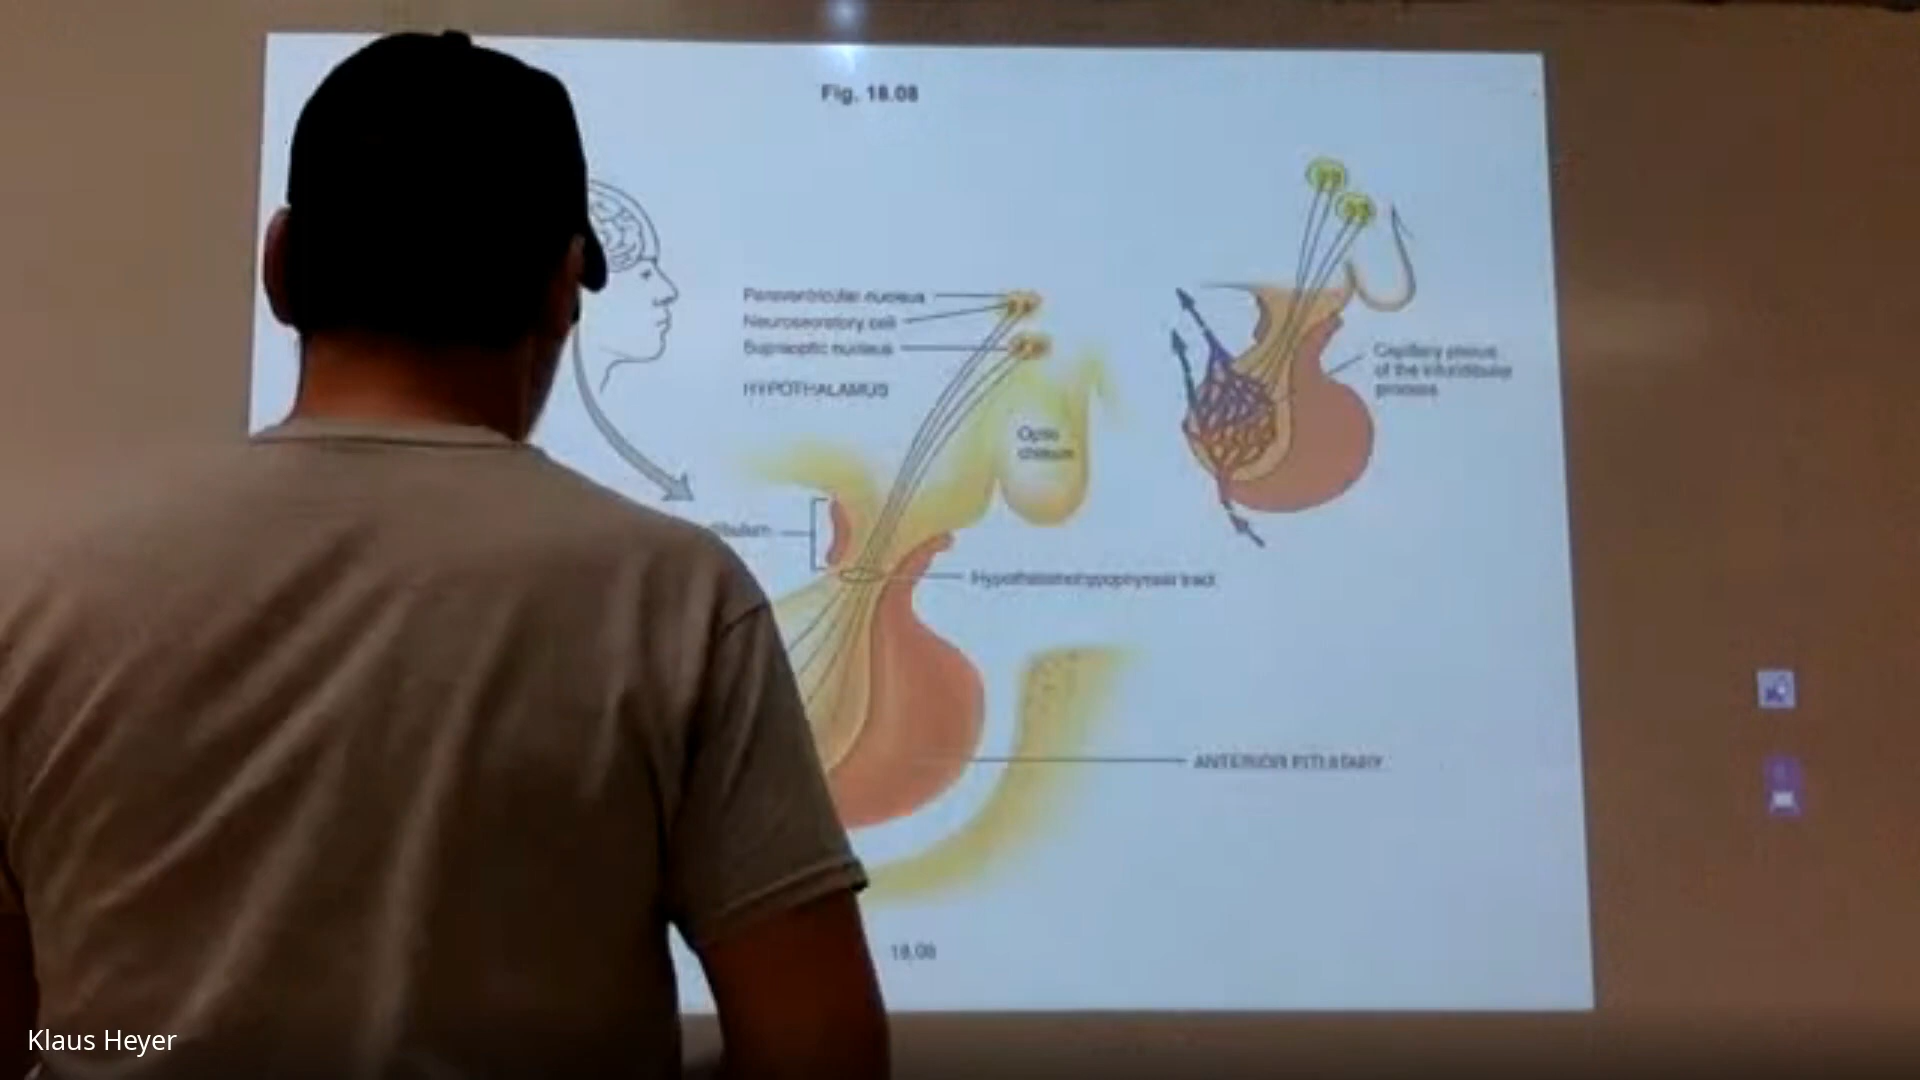 Fig. 18.08
Paraventricular nucleus
Neurosecretory cell
Supraoptic nucleus
HYPOTHALAMUS
Optic
chiasm
Capillary plexus
of the infundibular
process
dibulum
Hypothalamohypophyseal tract
ANTERIOR PITUITARY
18.08
Klaus Heyer